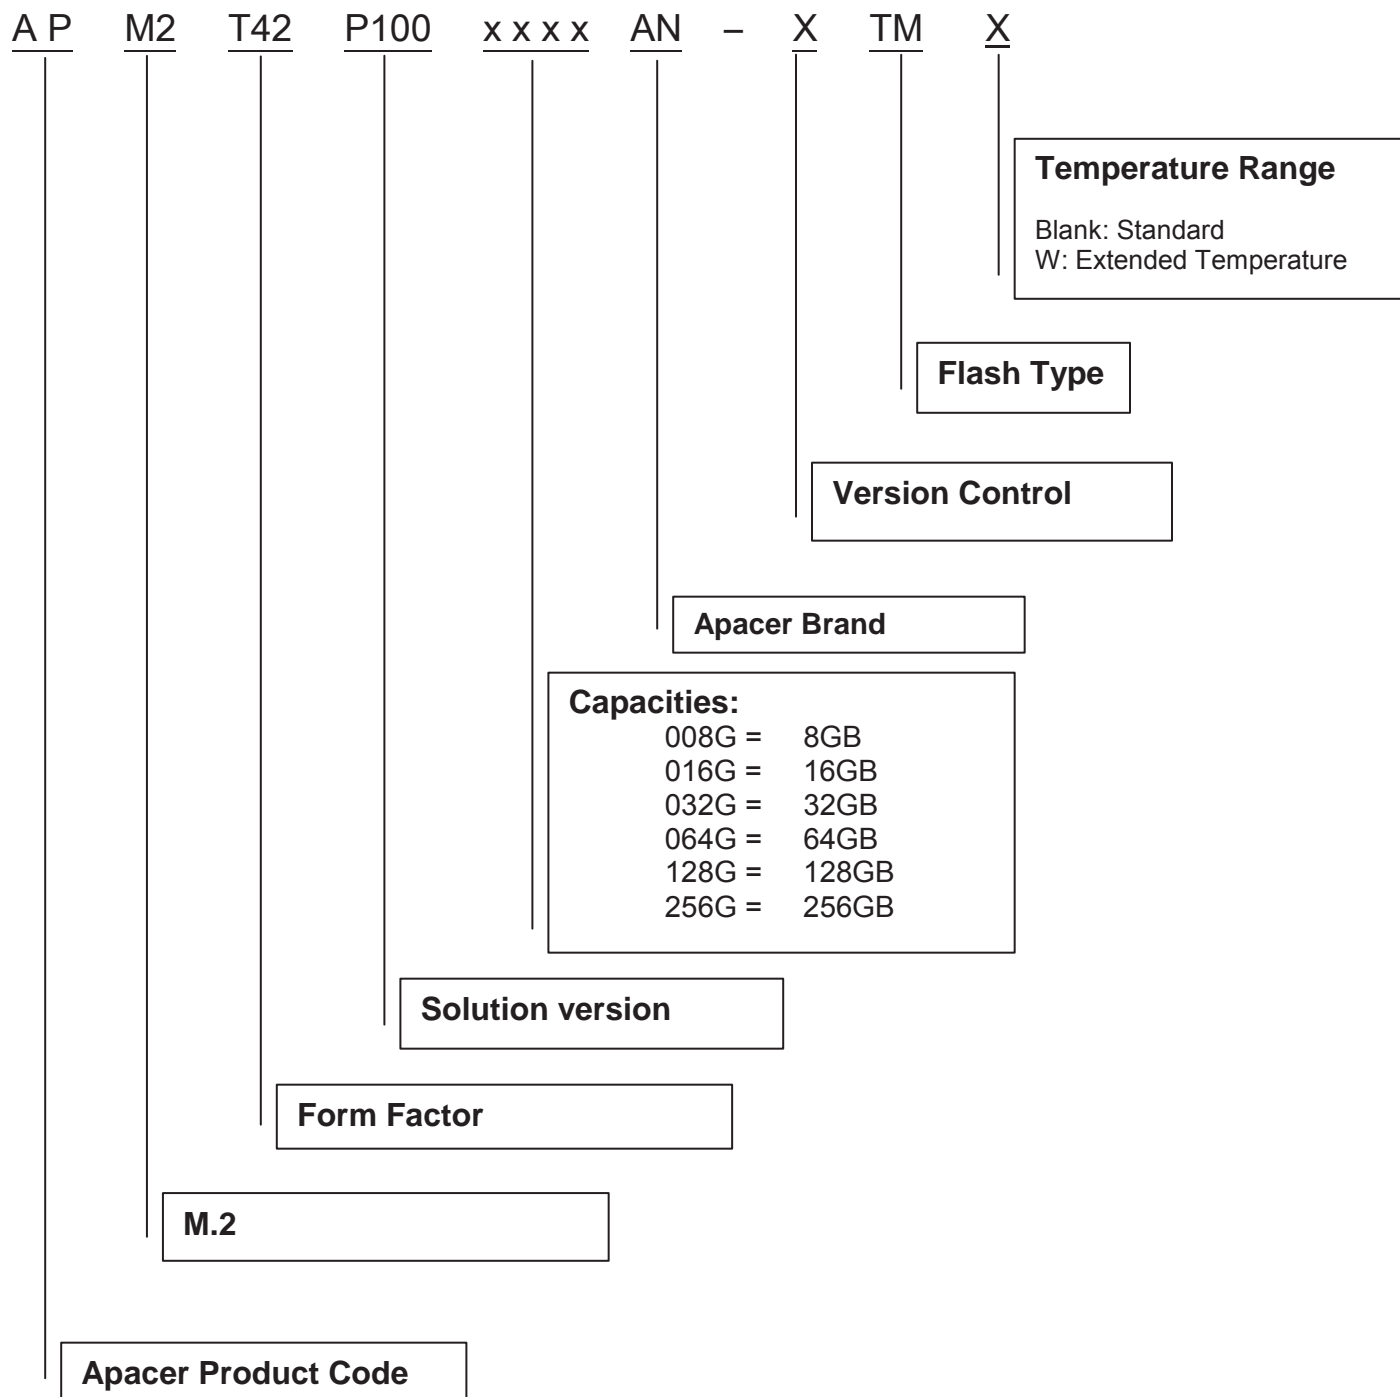 A P M2 T42 P100 x x x x AN – X TM X
Temperature Range
Blank: Standard
W: Extended Temperature
Flash Type
Version Control
Apacer Brand
Capacities:
008G = 8GB
016G = 16GB
032G = 32GB
064G = 64GB
128G = 128GB
256G = 256GB
Solution version
Form Factor
M.2
Apacer Product Code